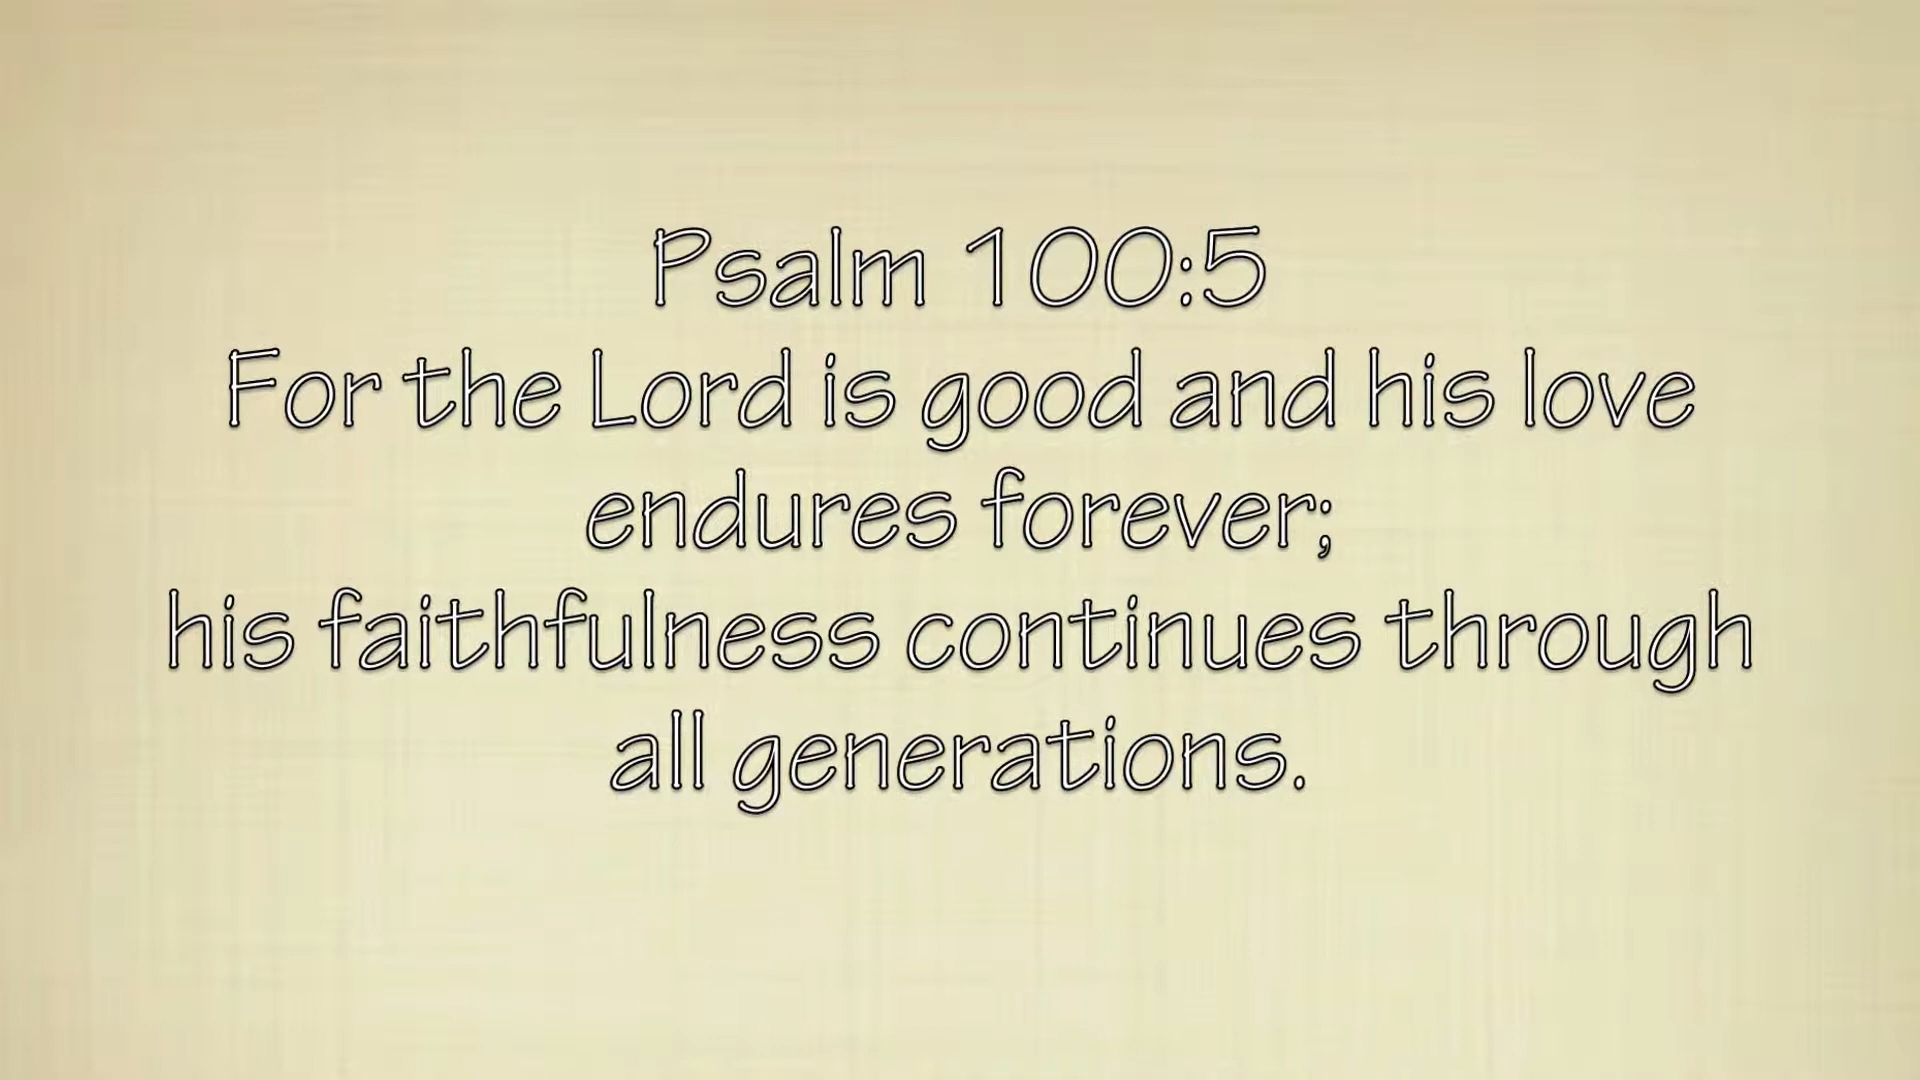 Psalm 100:5
For the Lord is good and his love
endures forever;
his faithfulness continues through
all generations.